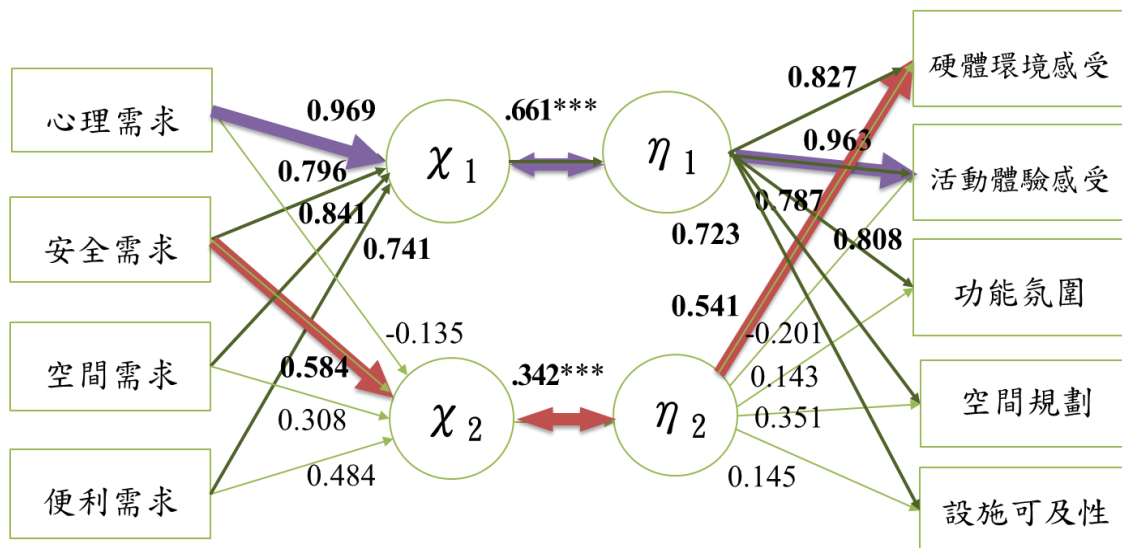 心理需求
安全需求
空間需求
便利需求
0.969
0.796
0.841
0.741
-0.135
0.584
0.308
0.484
χ 1
χ 2
.661***
.342***
η 1
η 2
0.827
0.963
0.787
0.723
0.808
0.541
-0.201
0.143
0.351
0.145
硬體環境感受
活動體驗感受
功能氛圍
空間規劃
設施可及性